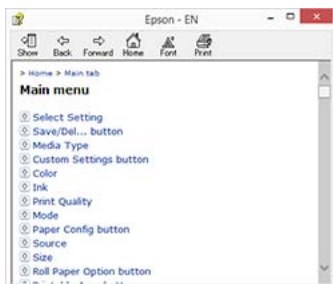 Epson - EN
Show Back Forward Home Font Print
> Home > Main tab
Main menu
Select Setting
Save/Del... button
Media Type
Custom Settings button
Color
Ink
Print Quality
Mode
Paper Config button
Source
Size
Roll Paper Option button